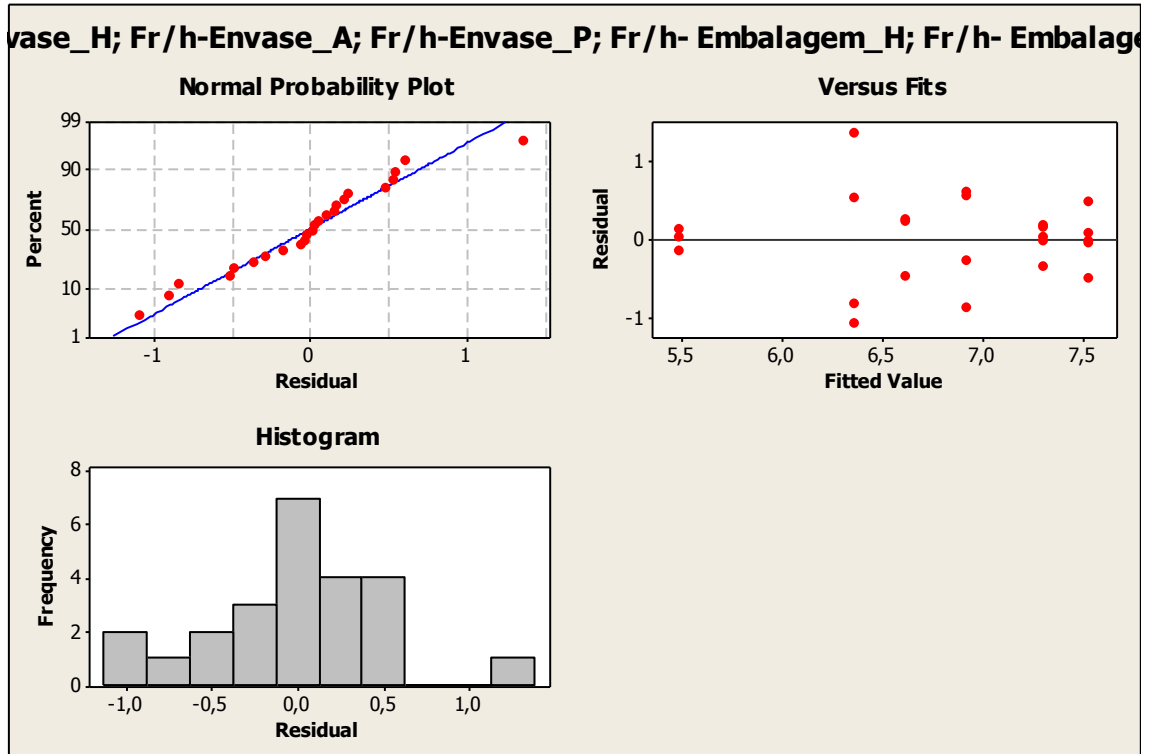 vase_H; Fr/h-Envase_A; Fr/h-Envase_P; Fr/h- Embalagem_H; Fr/h- Embalage
Normal Probability Plot
99
90
50
10
1
Percent
-1
0
1
Residual
Versus Fits
1
0
-1
Residual
5,5
6,0
6,5
7,0
7,5
Fitted Value
Histogram
8
6
4
2
0
Frequency
-1,0
-0,5
0,0
0,5
1,0
Residual